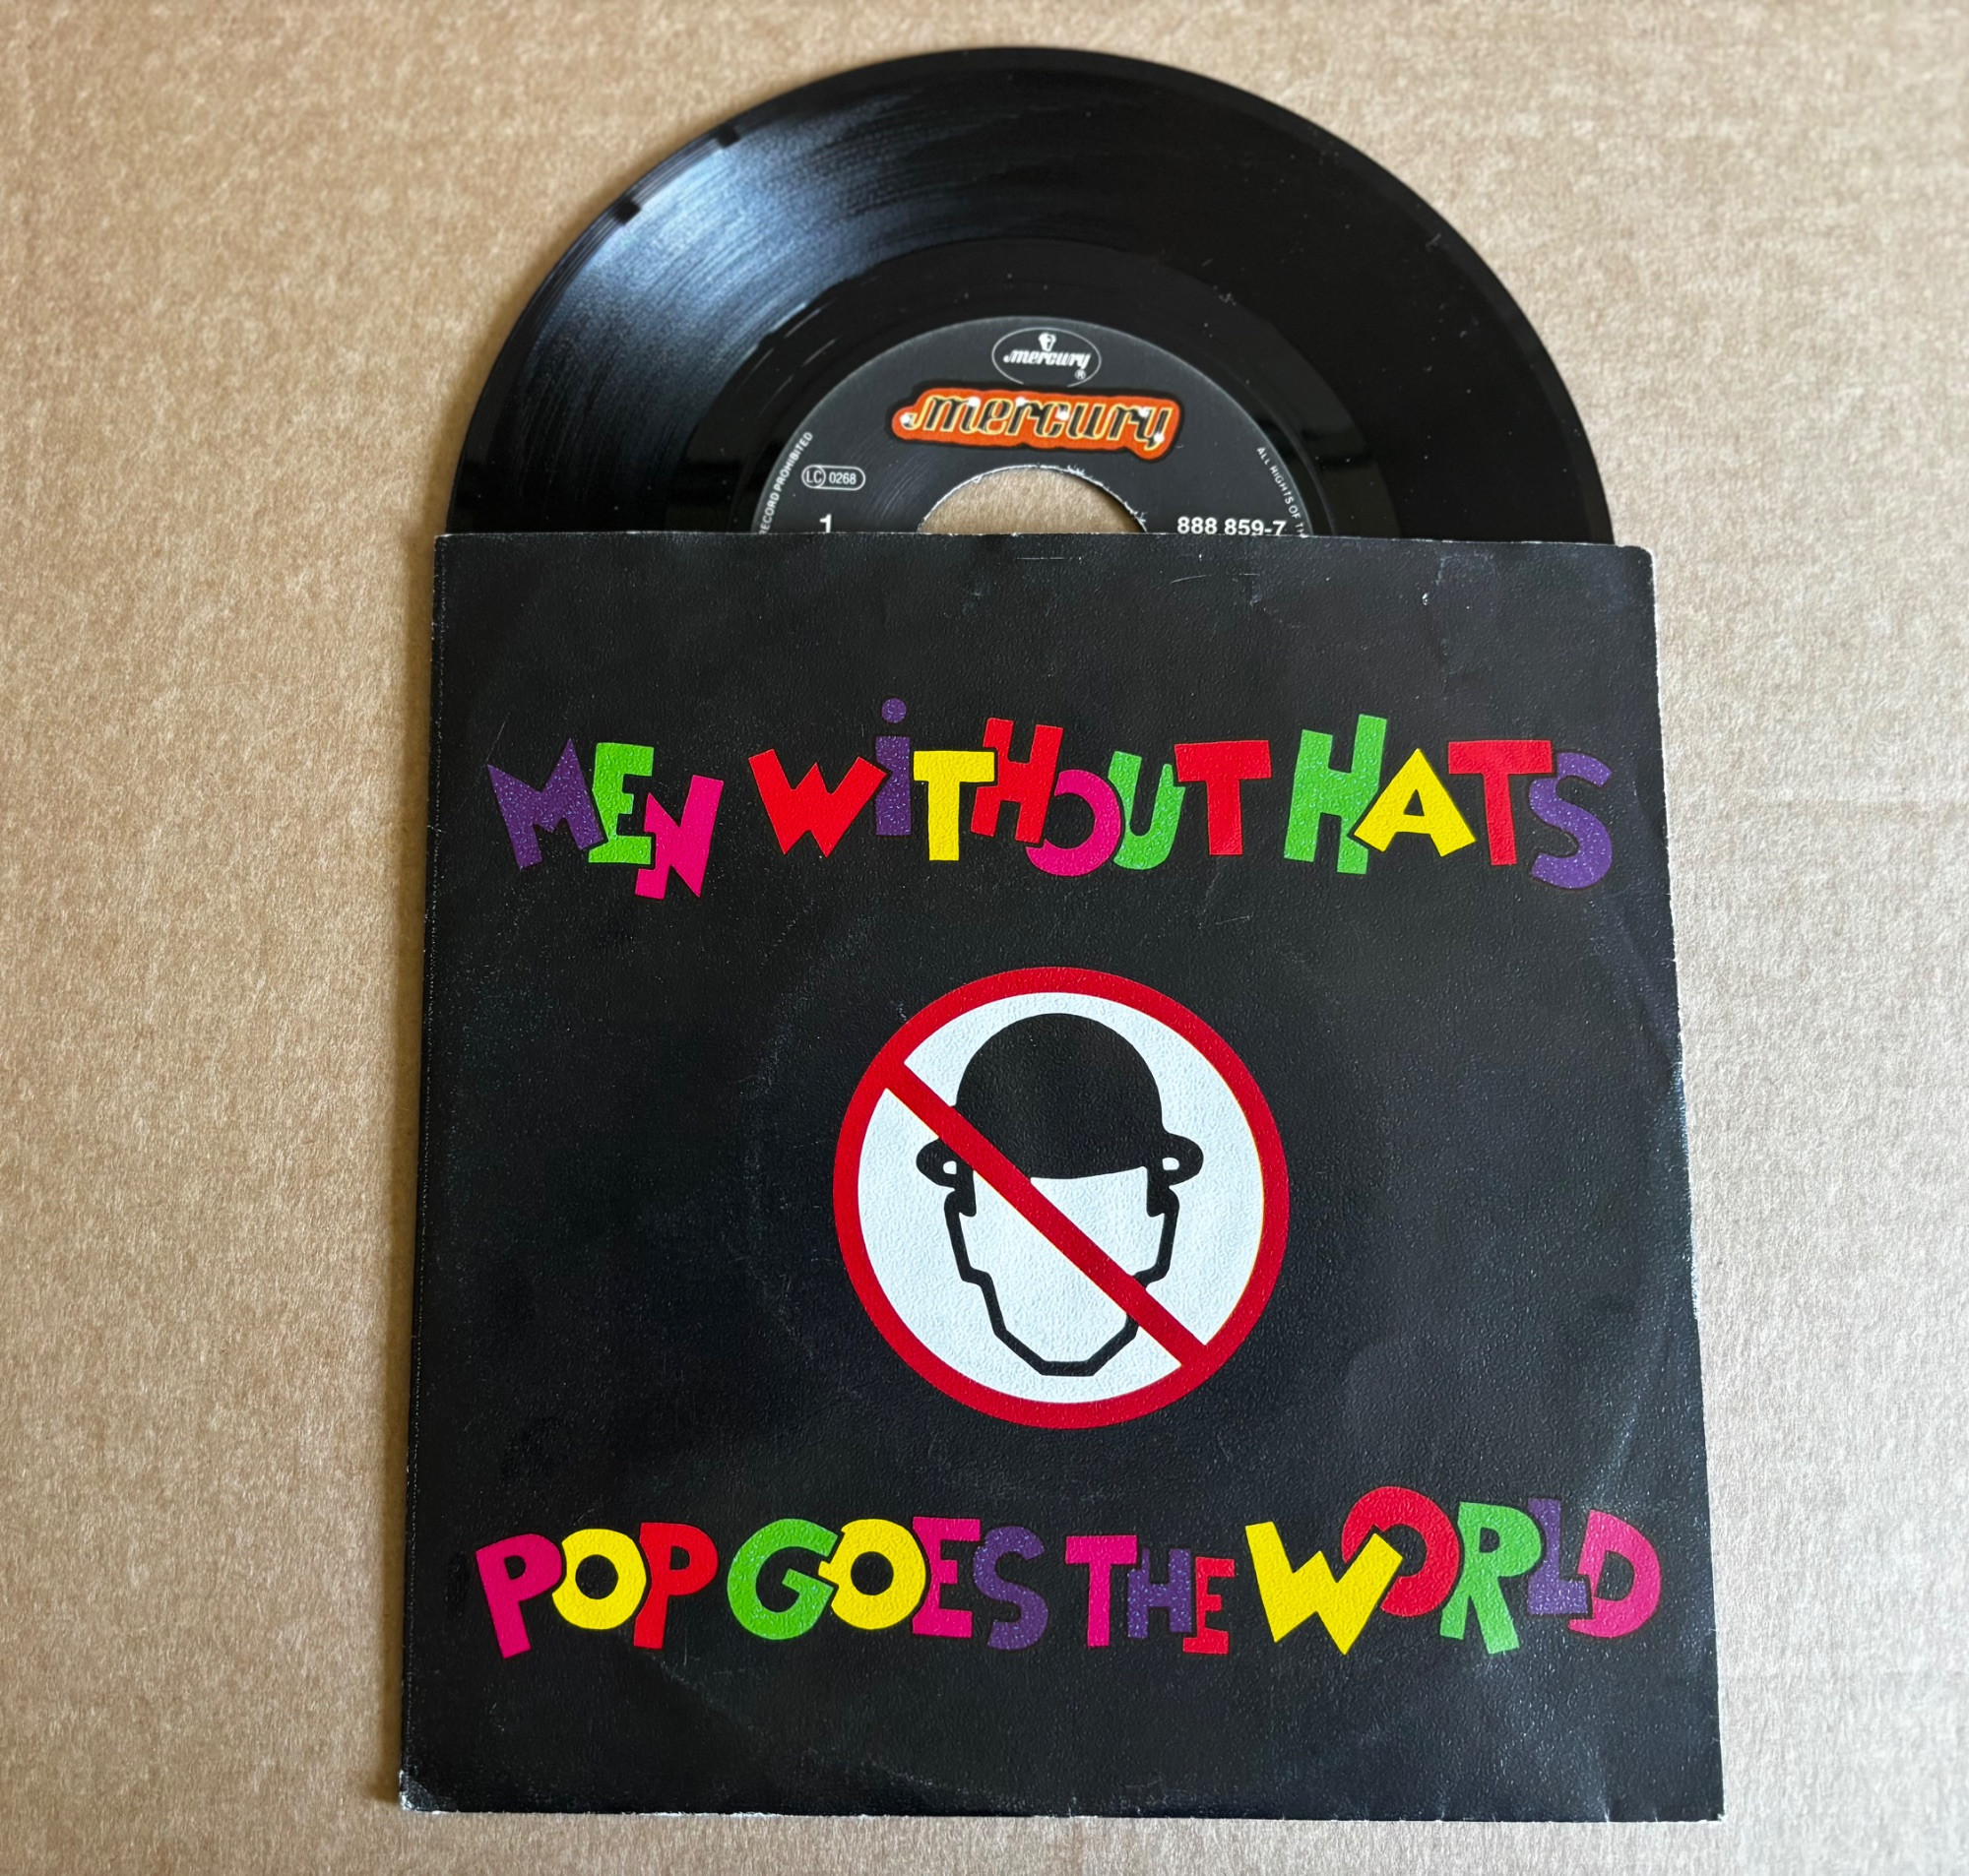 mercury
®
mercury
RECORD PROHIBITED
LC 0268
ALL RIGHTS OF
1
888 859-7
MEN WiTHOUT HATS
POP GOES THE WORLD